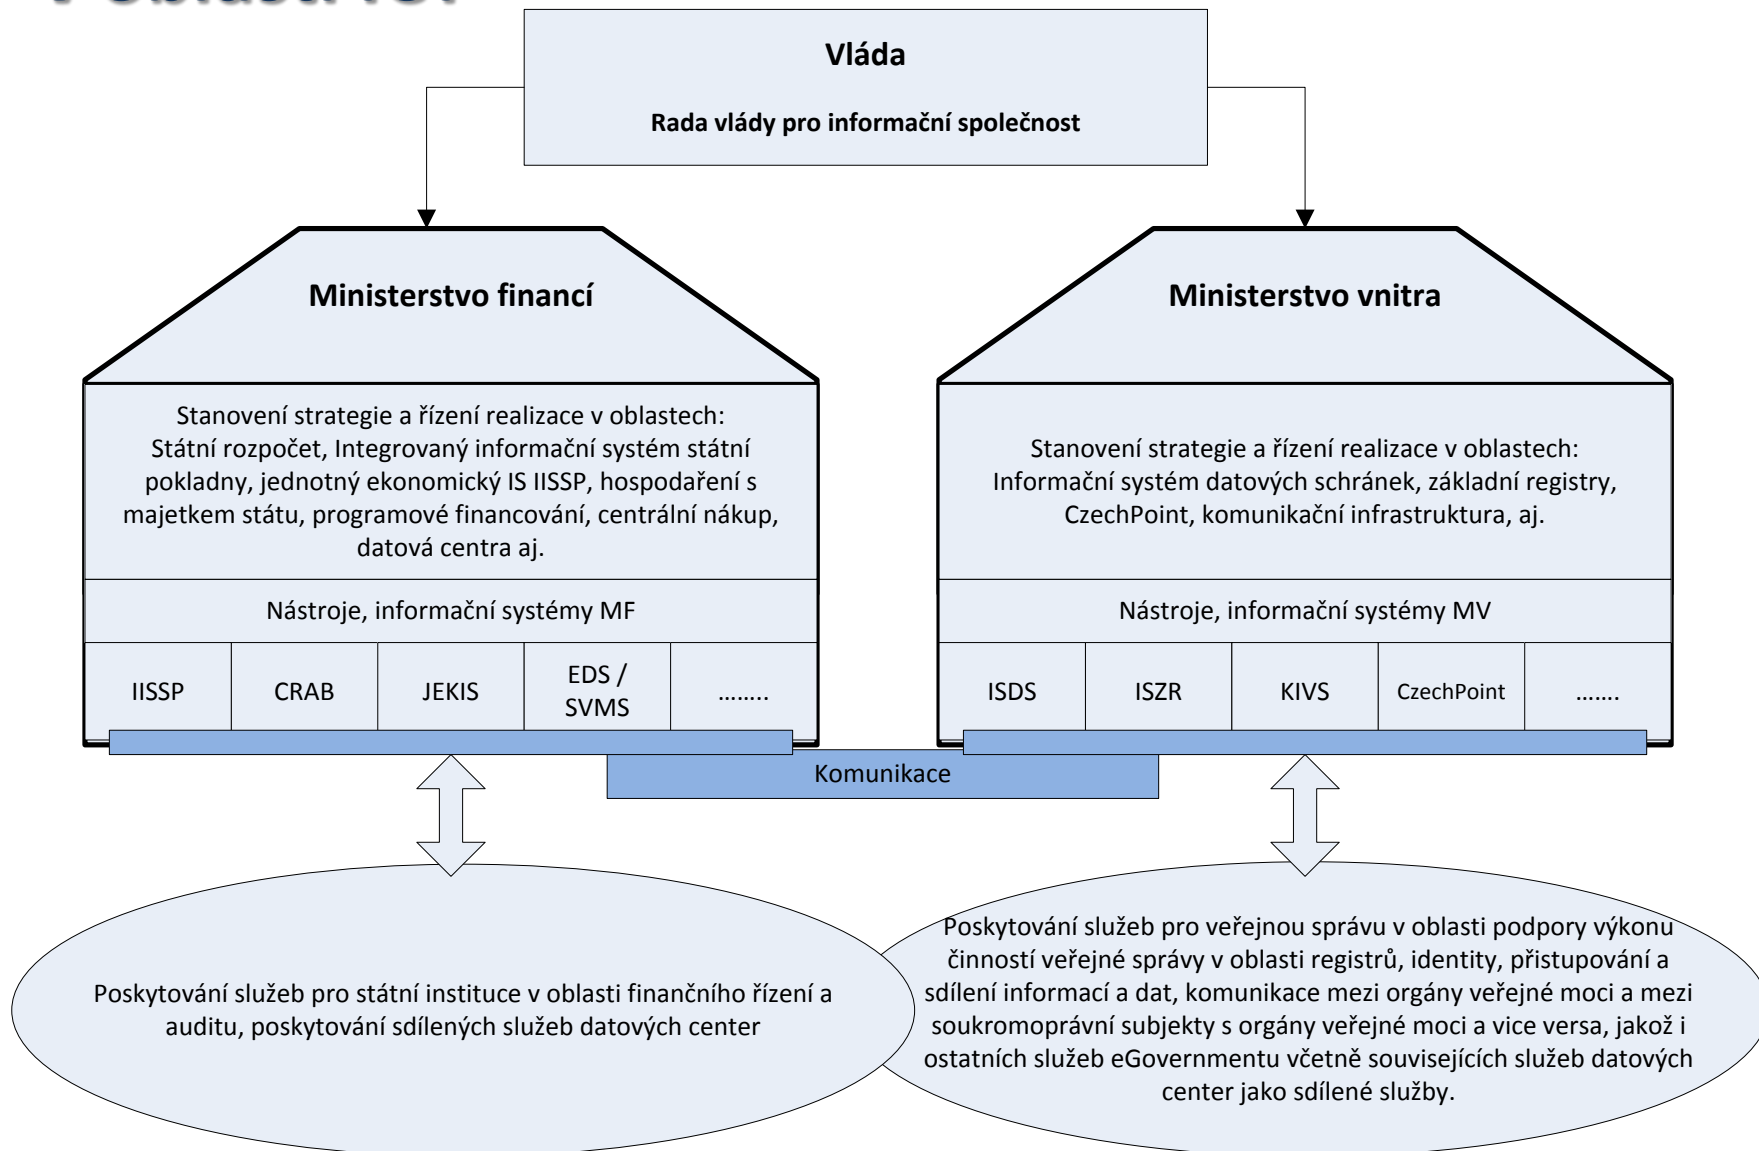 Vláda
Rada vlády pro informační společnost
Ministerstvo financí
Stanovení strategie a řízení realizace v oblastech:
Státní rozpočet, Integrovaný informační systém státní
pokladny, jednotný ekonomický IS IISSP, hospodaření s
majetkem státu, programové financování, centrální nákup,
datová centra aj.
Nástroje, informační systémy MF
IISSP
CRAB
JEKIS
EDS /
SVMS
........
Ministerstvo vnitra
Stanovení strategie a řízení realizace v oblastech:
Informační systém datových schránek, základní registry,
CzechPoint, komunikační infrastruktura, aj.
Nástroje, informační systémy MV
ISDS
ISZR
KIVS
CzechPoint
.......
Komunikace
Poskytování služeb pro státní instituce v oblasti finančního řízení a
auditu, poskytování sdílených služeb datových center
Poskytování služeb pro veřejnou správu v oblasti podpory výkonu
činností veřejné správy v oblasti registrů, identity, přistupování a
sdílení informací a dat, komunikace mezi orgány veřejné moci a mezi
soukromoprávní subjekty s orgány veřejné moci a vice versa, jakož i
ostatních služeb eGovernmentu včetně souvisejících služeb datových
center jako sdílené služby.